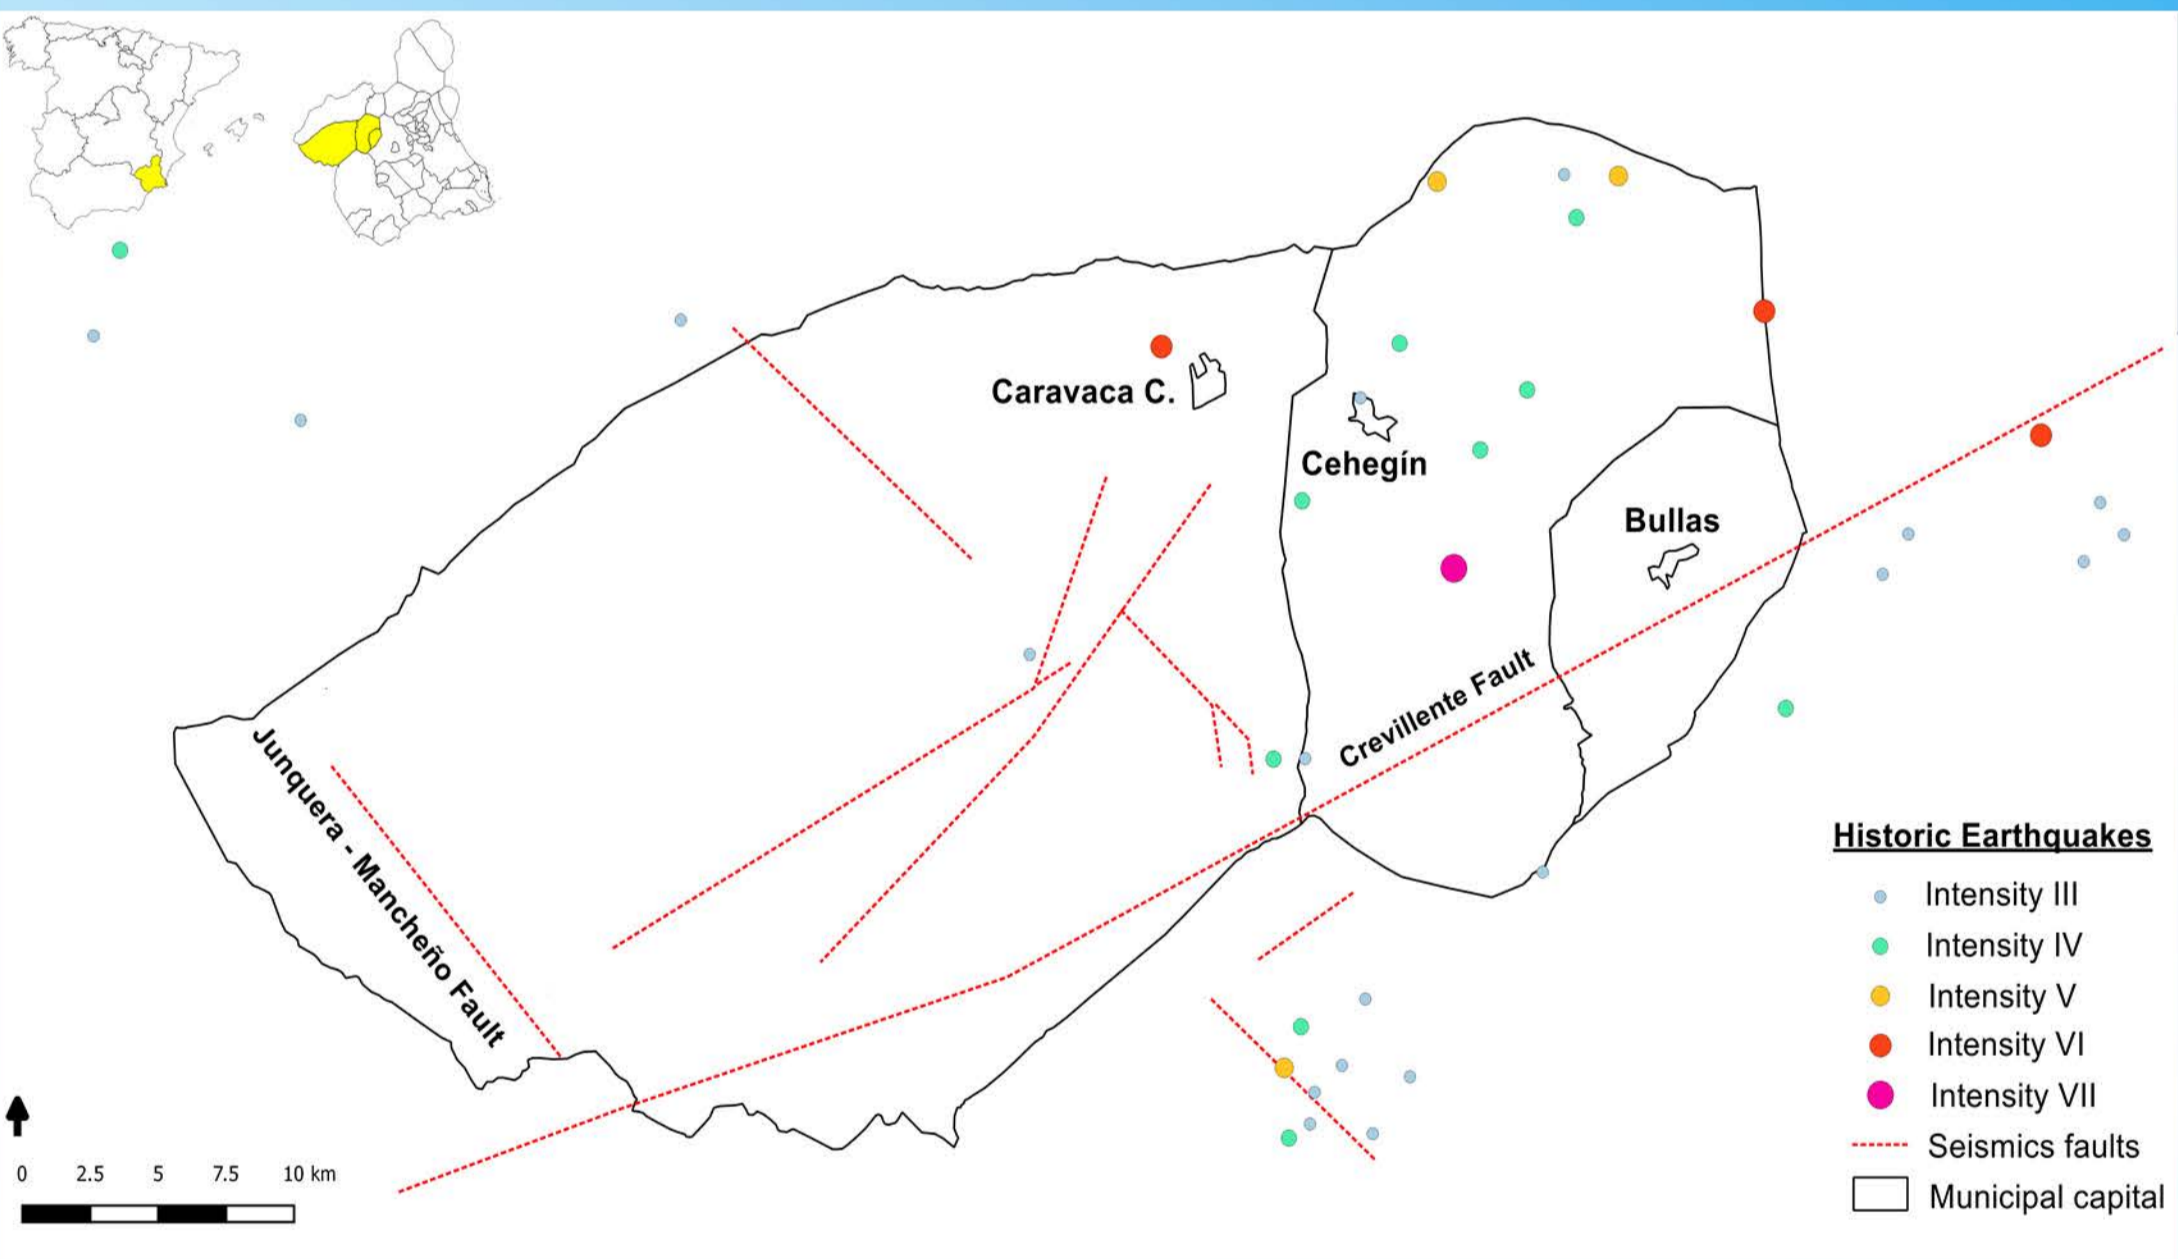 Caravaca C.
Cehegín
Bullas
Crevillente Fault
Junquera - Mancheño Fault
Historic Earthquakes
Intensity III
Intensity IV
Intensity V
Intensity VI
Intensity VII
Seismics faults
Municipal capital
0 2.5 5 7.5 10 km